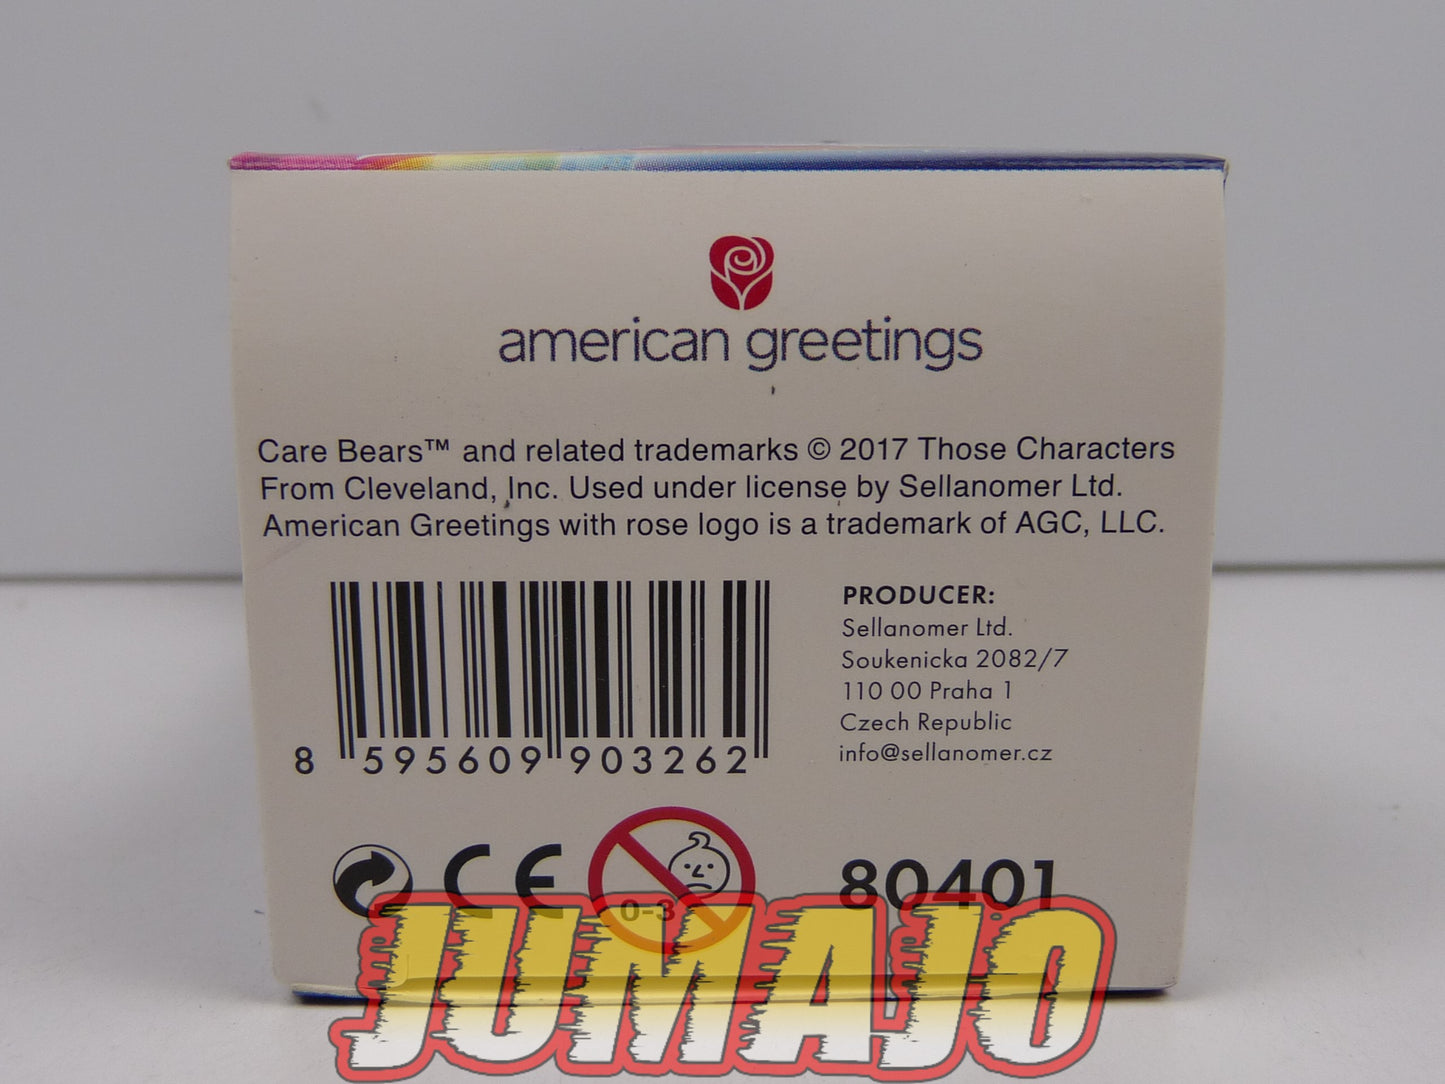 american greetings
Care Bears™ and related trademarks © 2017 Those Characters
From Cleveland, Inc. Used under license by Sellanomer Ltd.
American Greetings with rose logo is a trademark of AGC, LLC.
8 595609 903262
PRODUCER:
Sellanomer Ltd.
Soukenicka 2082/7
110 00 Praha 1
Czech Republic
info@sellanomer.cz
CE
0-3
80401
JUMAJO